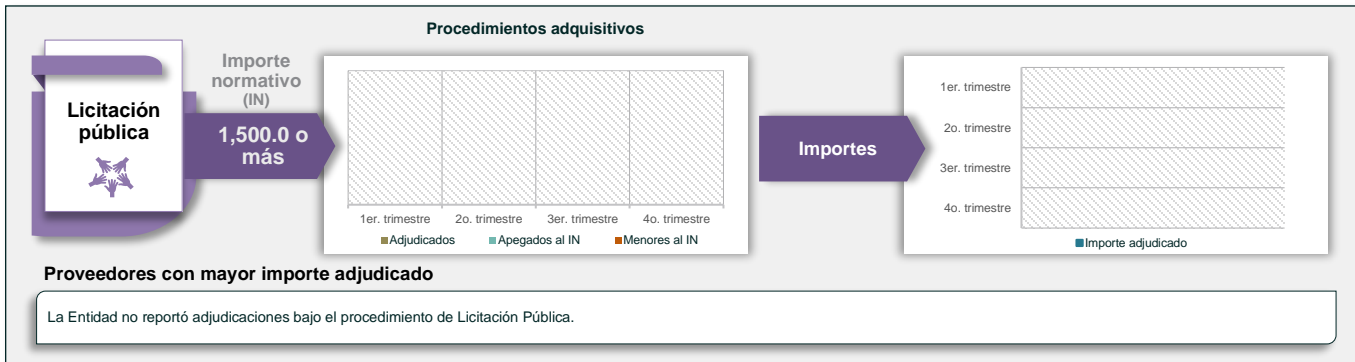 Procedimientos adquisitivos
Licitación
pública
Importe
normativo
(IN)
1,500.0 o
más
1er. trimestre 2o. trimestre 3er. trimestre 4o. trimestre
Adjudicados Apegados al IN Menores al IN
Importes
1er. trimestre
2o. trimestre
3er. trimestre
4o. trimestre
Importe adjudicado
Proveedores con mayor importe adjudicado
La Entidad no reportó adjudicaciones bajo el procedimiento de Licitación Pública.